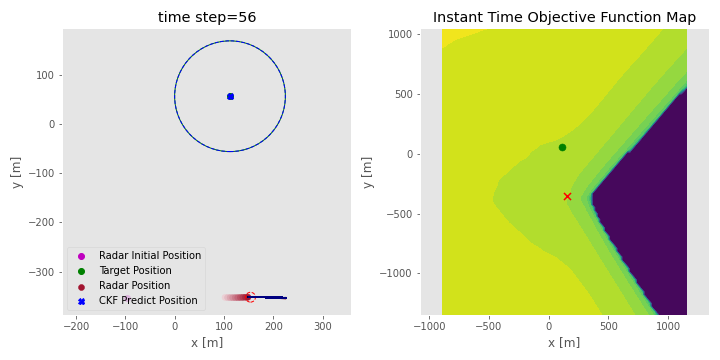 time step=56
y [m]
100
0
−100
−200
−300
Radar Initial Position
Target Position
Radar Position
CKF Predict Position
−200
−100
0
100
200
300
x [m]
Instant Time Objective Function Map
y [m]
1000
500
0
−500
−1000
−1000
−500
0
500
1000
x [m]